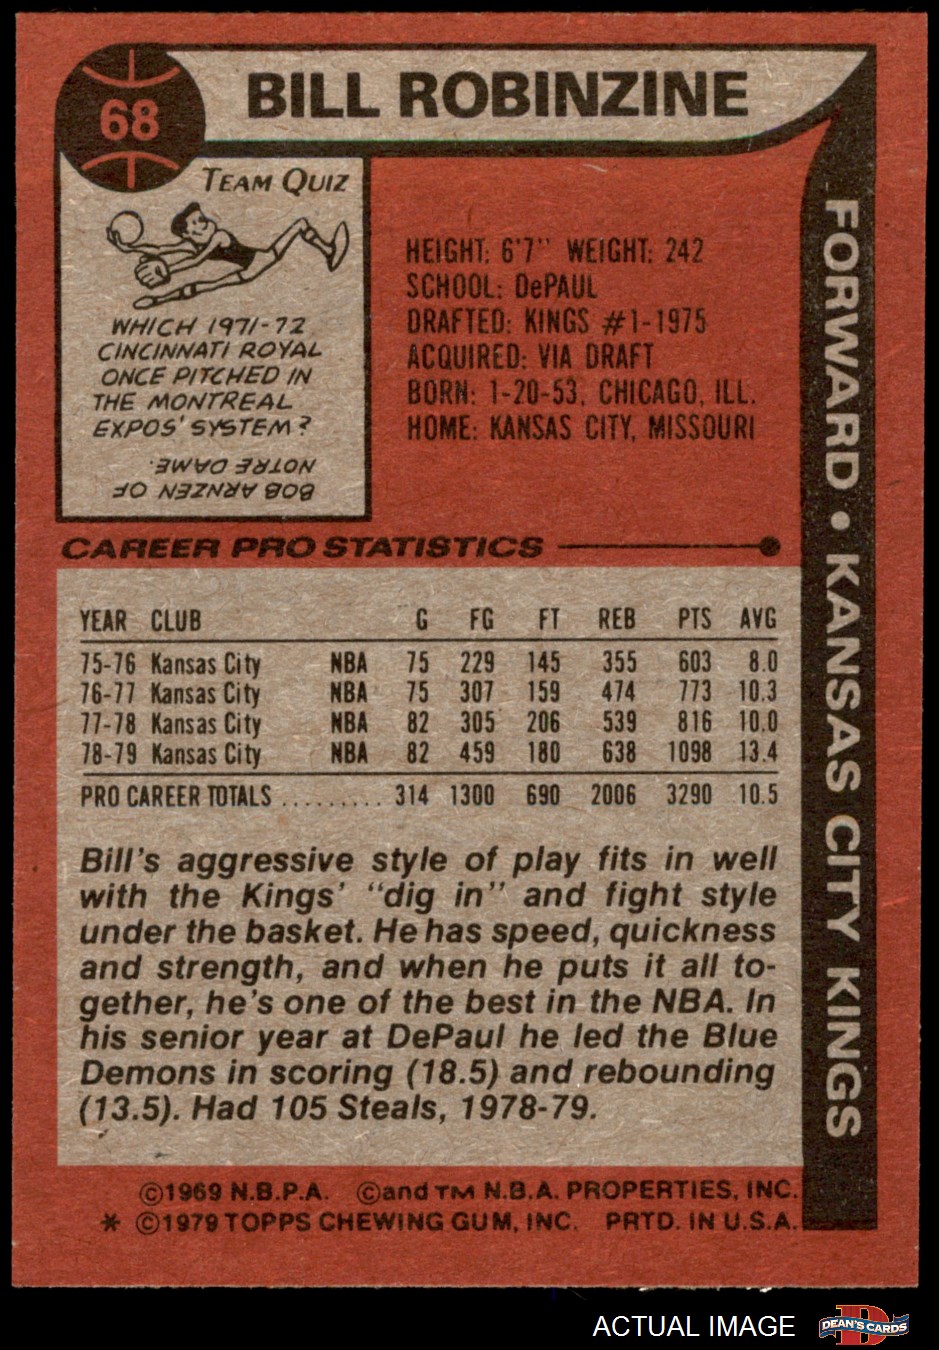 68
BILL ROBINZINE
TEAM QUIZ
WHICH 1971-72
CINCINNATI ROYAL
ONCE PITCHED IN
THE MONTREAL
EXPOS' SYSTEM?
BOB ARNZEN OF
NOTRE DAME.
HEIGHT: 6'7" WEIGHT: 242
SCHOOL: DePAUL
DRAFTED: KINGS #1-1975
ACQUIRED: VIA DRAFT
BORN: 1-20-53, CHICAGO, ILL.
HOME: KANSAS CITY, MISSOURI
FORWARD • KANSAS CITY KINGS
CAREER PRO STATISTICS
YEAR CLUB G FG FT REB PTS AVG
75-76 Kansas City NBA 75 229 145 355 603 8.0
76-77 Kansas City NBA 75 307 159 474 773 10.3
77-78 Kansas City NBA 82 305 206 539 816 10.0
78-79 Kansas City NBA 82 459 180 638 1098 13.4
PRO CAREER TOTALS ......... 314 1300 690 2006 3290 10.5
Bill's aggressive style of play fits in well
with the Kings' "dig in" and fight style
under the basket. He has speed, quickness
and strength, and when he puts it all to-
gether, he's one of the best in the NBA. In
his senior year at DePaul he led the Blue
Demons in scoring (18.5) and rebounding
(13.5). Had 105 Steals, 1978-79.
©1969 N.B.P.A. ©and TM N.B.A. PROPERTIES, INC.
* ©1979 TOPPS CHEWING GUM, INC. PRTD. IN U.S.A.
ACTUAL IMAGE
D
DEAN'S CARDS